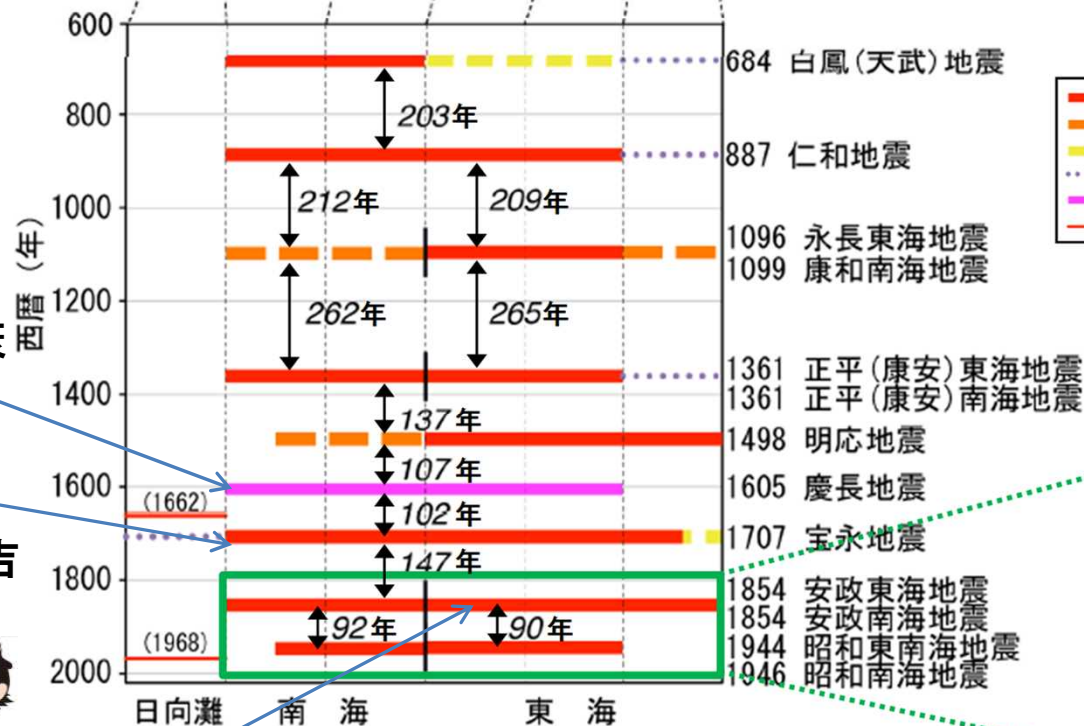 600
684 白鳳(天武)地震
203年
800
887 仁和地震
1000
212年
209年
1096 永長東海地震
1099 康和南海地震
西暦(年)
1200
262年
265年
1361 正平(康安)東海地震
1361 正平(康安)南海地震
1400
137年
1498 明応地震
107年
1600
1605 慶長地震
(1662)
102年
1707 宝永地震
147年
吉
1800
1854 安政東海地震
1854 安政南海地震
92年
90年
1944 昭和東南海地震
(1968)
1946 昭和南海地震
2000
日向灘
南 海
東 海